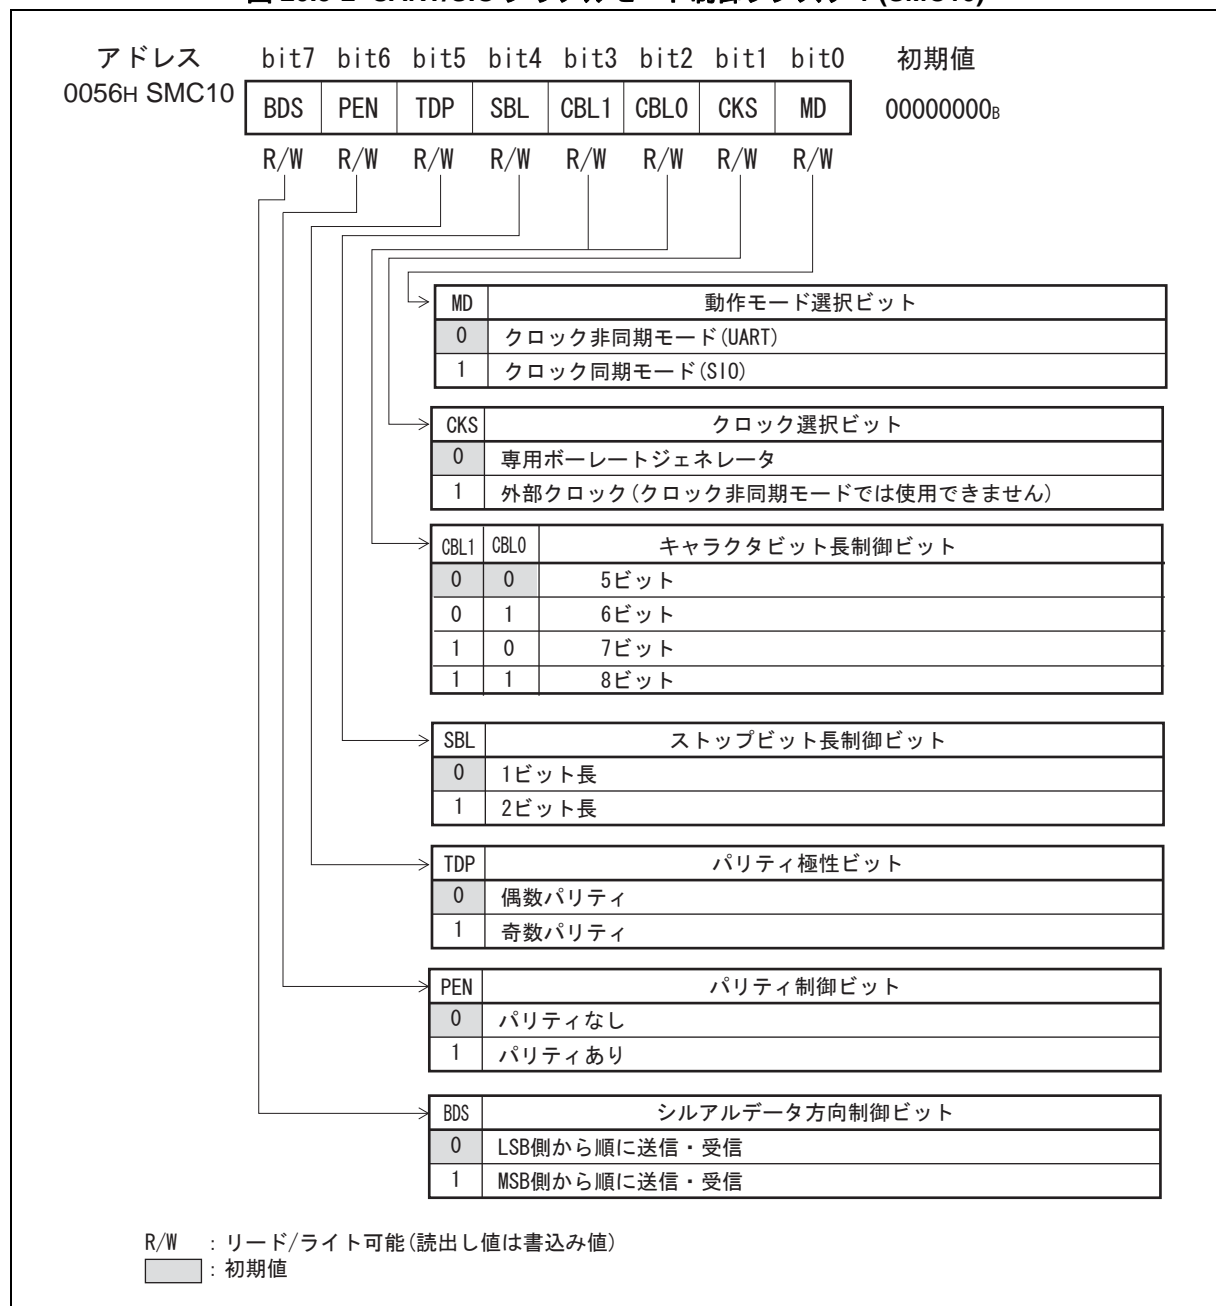 アドレス bit7 bit6 bit5 bit4 bit3 bit2 bit1 bit0 初期値
0056H SMC10 BDS PEN TDP SBL CBL1 CBL0 CKS MD 00000000B
R/W R/W R/W R/W R/W R/W R/W R/W
MD 動作モード選択ビット
0 クロック非同期モード(UART)
1 クロック同期モード(SIO)
CKS クロック選択ビット
0 専用ボーレートジェネレータ
1 外部クロック(クロック非同期モードでは使用できません)
CBL1 CBL0 キャラクタビット長制御ビット
0 0 5ビット
0 1 6ビット
1 0 7ビット
1 1 8ビット
SBL ストップビット長制御ビット
0 1ビット長
1 2ビット長
TDP パリティ極性ビット
0 偶数パリティ
1 奇数パリティ
PEN パリティ制御ビット
0 パリティなし
1 パリティあり
BDS シルアルデータ方向制御ビット
0 LSB側から順に送信・受信
1 MSB側から順に送信・受信
R/W : リード/ライト可能(読出し値は書込み値)
: 初期値